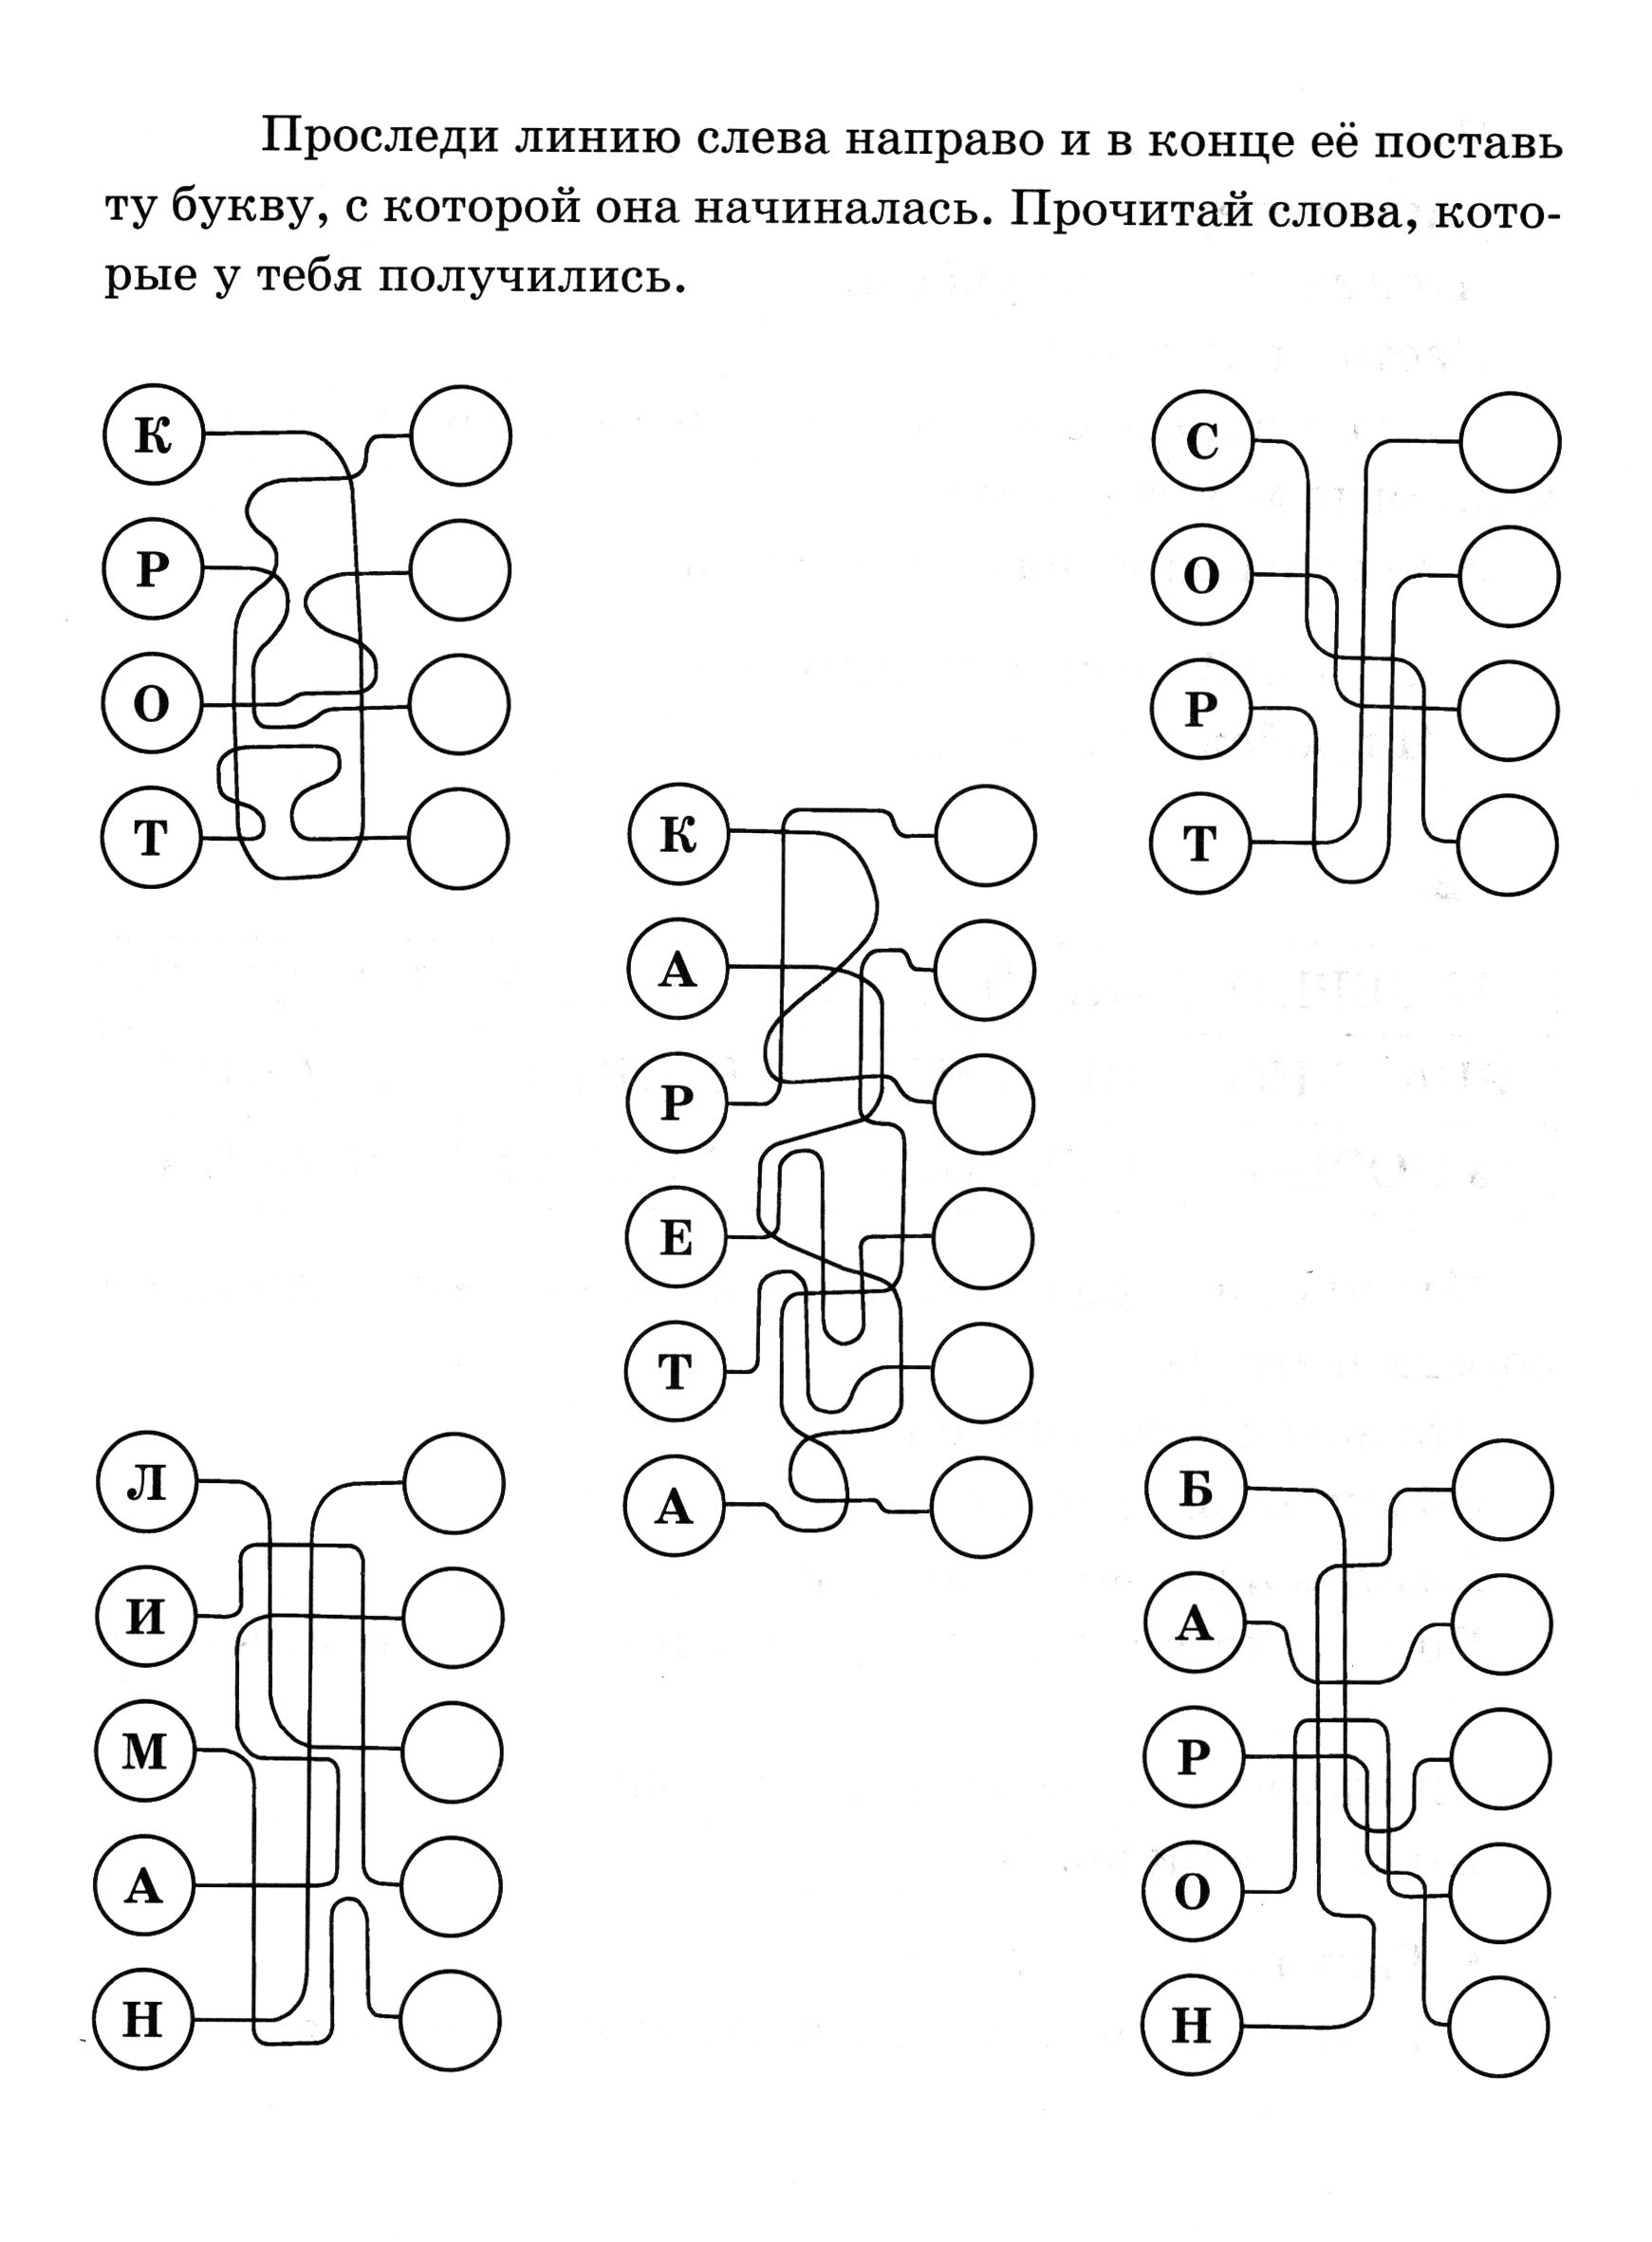 Проследи линию слева направо и в конце её поставь
ту букву, с которой она начиналась. Прочитай слова, кото-
рые у тебя получились.
К
Р
О
Т
С
О
Р
Т
К
А
Р
Е
Т
А
Л
И
М
А
Н
Б
А
Р
О
Н